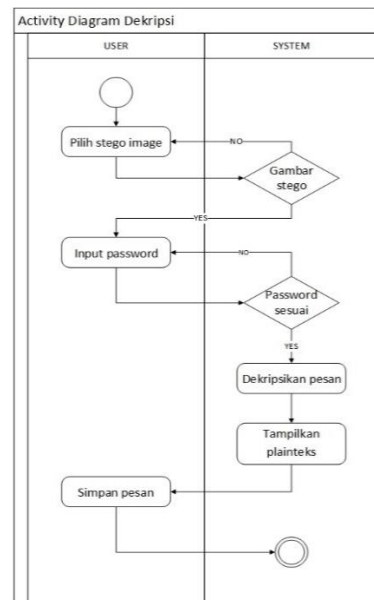 Activity Diagram Dekripsi
USER
SYSTEM
Pilih stego image
NO
Gambar
stego
YES
Input password
NO
Password
sesuai
YES
Dekripsikan pesan
Tampilkan
plainteks
Simpan pesan